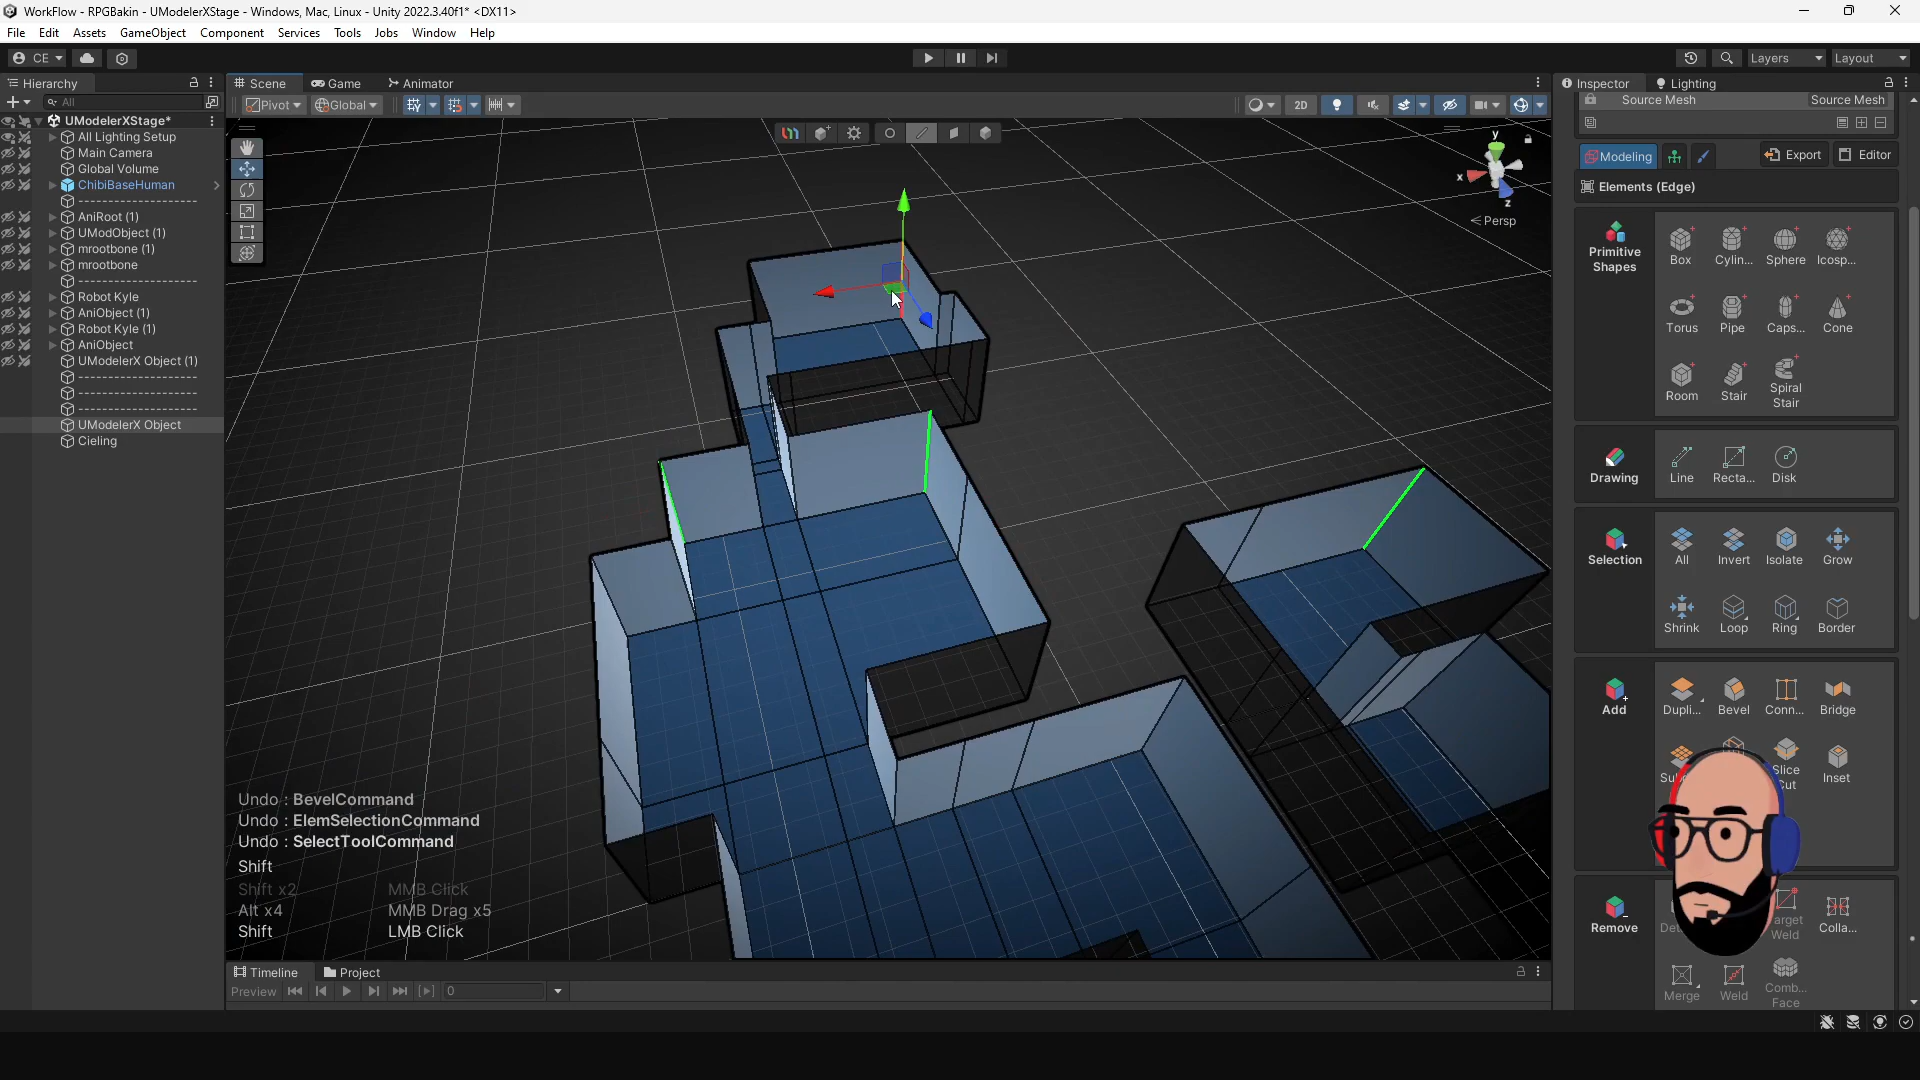 WorkFlow - RPGBakin - UModelerXStage - Windows, Mac, Linux - Unity 2022.3.40f1* <DX11>
File Edit Assets GameObject Component Services Tools Jobs Window Help
CE Layers Layout
Hierarchy Scene Game Animator Inspector Lighting
All Pivot Global 2D Source Mesh Source Mesh
UModelerXStage*
All Lighting Setup
Main Camera
Global Volume
ChibiBaseHuman
--------------------
AniRoot (1)
UModObject (1)
mrootbone (1)
mrootbone
--------------------
Robot Kyle
AniObject (1)
Robot Kyle (1)
AniObject
UModelerX Object (1)
--------------------
--------------------
--------------------
UModelerX Object
Cieling
y
x
z
< Persp
Modeling Export Editor
Elements (Edge)
Primitive Shapes
Box Cylin... Sphere Icosp...
Torus Pipe Caps... Cone
Room Stair Spiral Stair
Drawing
Line Recta... Disk
Selection
All Invert Isolate Grow
Shrink Loop Ring Border
Add
Dupli... Bevel Conn... Bridge
Inset
Remove
Colla...
Merge Weld Comb... Face
Undo : BevelCommand
Undo : ElemSelectionCommand
Undo : SelectToolCommand
Shift
Shift x2 MMB Click
Alt x4 MMB Drag x5
Shift LMB Click
Timeline Project
Preview 0